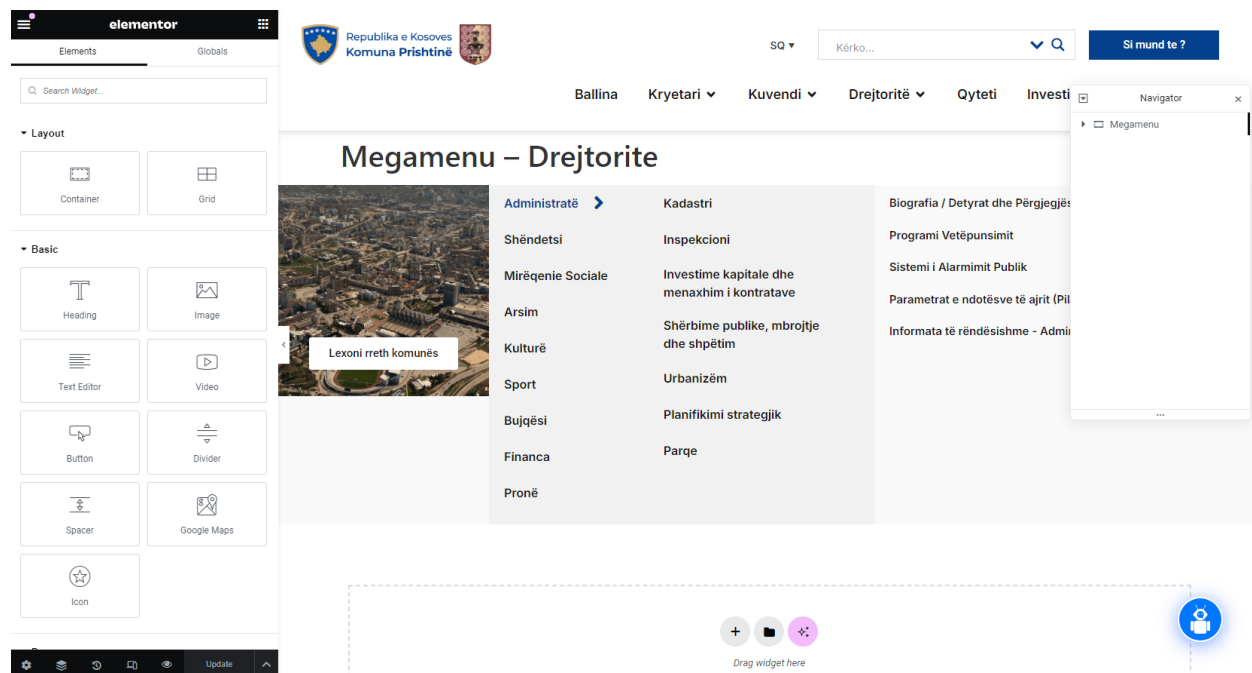 elementor
Elements
Globals
Search Widget...
Layout
Container
Grid
Basic
Heading
Image
Text Editor
Video
Button
Divider
Spacer
Google Maps
Icon
Update
Republika e Kosoves
Komuna Prishtinë
SQ ▾
Kërko...
Si mund te ?
Ballina
Kryetari
Kuvendi
Drejtoritë
Qyteti
Investi
Navigator
Megamenu
Megamenu – Drejtorite
Lexoni rreth komunës
Administratë
Shëndetsi
Mirëqenie Sociale
Arsim
Kulturë
Sport
Bujqësi
Financa
Pronë
Kadastri
Inspekcioni
Investime kapitale dhe
menaxhim i kontratave
Shërbime publike, mbrojtje
dhe shpëtim
Urbanizëm
Planifikimi strategjik
Parqe
Biografia / Detyrat dhe Përgjegjës
Programi Vetëpunsimit
Sistemi i Alarmimit Publik
Parametrat e ndotësve të ajrit (Pil
Informata të rëndësishme - Admi
Drag widget here